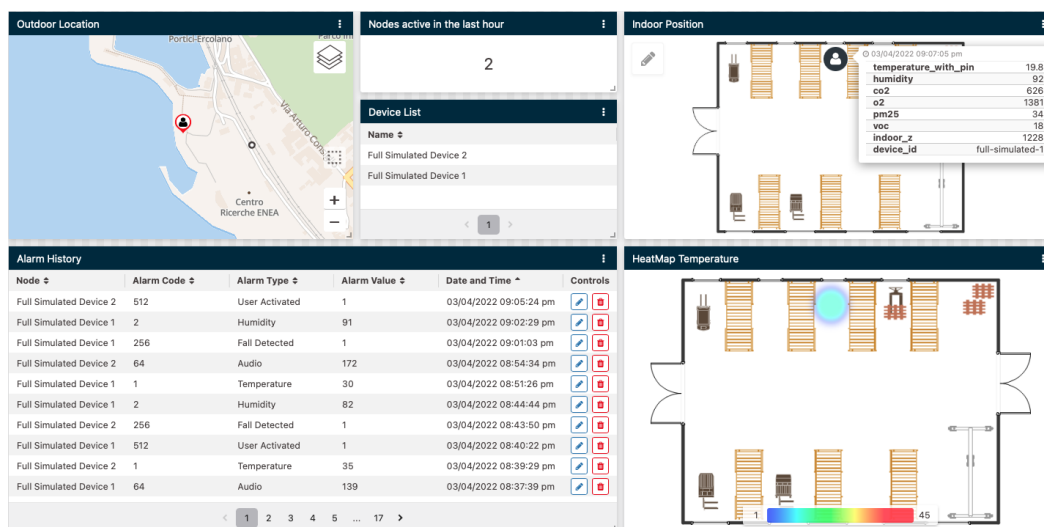 Outdoor Location
Portici-Ercolano
Parco Im
Via Arturo Cons
Centro
Ricerche ENEA
+
−
Nodes active in the last hour
2
Device List
Name
Full Simulated Device 2
Full Simulated Device 1
< 1 >
Indoor Position
03/04/2022 09:07:05 pm
temperature_with_pin 19.8
humidity 92
co2 626
o2 1381
pm25 34
voc 18
indoor_z 1228
device_id full-simulated-1
Alarm History
Node Alarm Code Alarm Type Alarm Value Date and Time Controls
Full Simulated Device 2 512 User Activated 1 03/04/2022 09:05:24 pm
Full Simulated Device 1 2 Humidity 91 03/04/2022 09:02:29 pm
Full Simulated Device 1 256 Fall Detected 1 03/04/2022 09:01:03 pm
Full Simulated Device 2 64 Audio 172 03/04/2022 08:54:34 pm
Full Simulated Device 1 1 Temperature 30 03/04/2022 08:51:26 pm
Full Simulated Device 1 2 Humidity 82 03/04/2022 08:44:44 pm
Full Simulated Device 2 256 Fall Detected 1 03/04/2022 08:43:50 pm
Full Simulated Device 1 512 User Activated 1 03/04/2022 08:40:22 pm
Full Simulated Device 2 1 Temperature 35 03/04/2022 08:39:29 pm
Full Simulated Device 1 64 Audio 139 03/04/2022 08:37:39 pm
< 1 2 3 4 5 ... 17 >
HeatMap Temperature
1 45